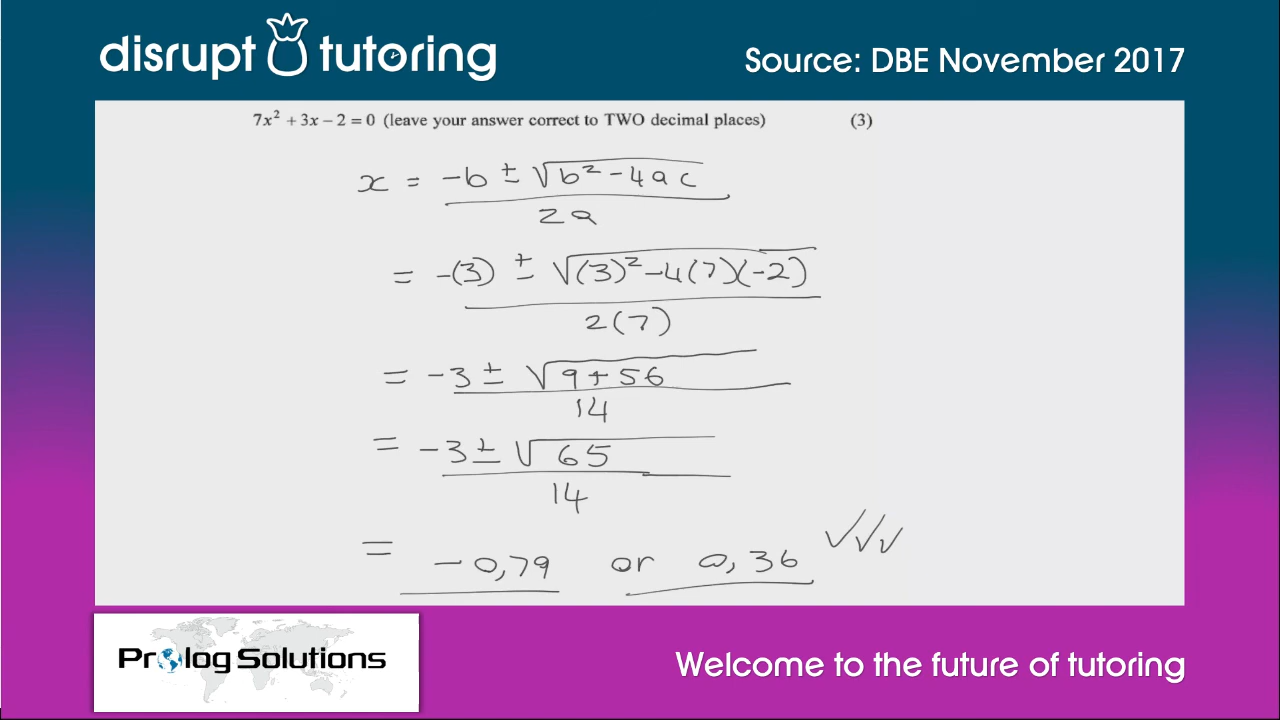 disrupt tutoring
Source: DBE November 2017
7x² + 3x − 2 = 0 (leave your answer correct to TWO decimal places) (3)
x = -b ± √b² - 4ac
2a
= -(3) ± √(3)² - 4(7)(-2)
2(7)
= -3 ± √9 + 56
14
= -3 ± √65
14
= -0,79 or 0,36 ✓✓✓
Prolog Solutions
Welcome to the future of tutoring